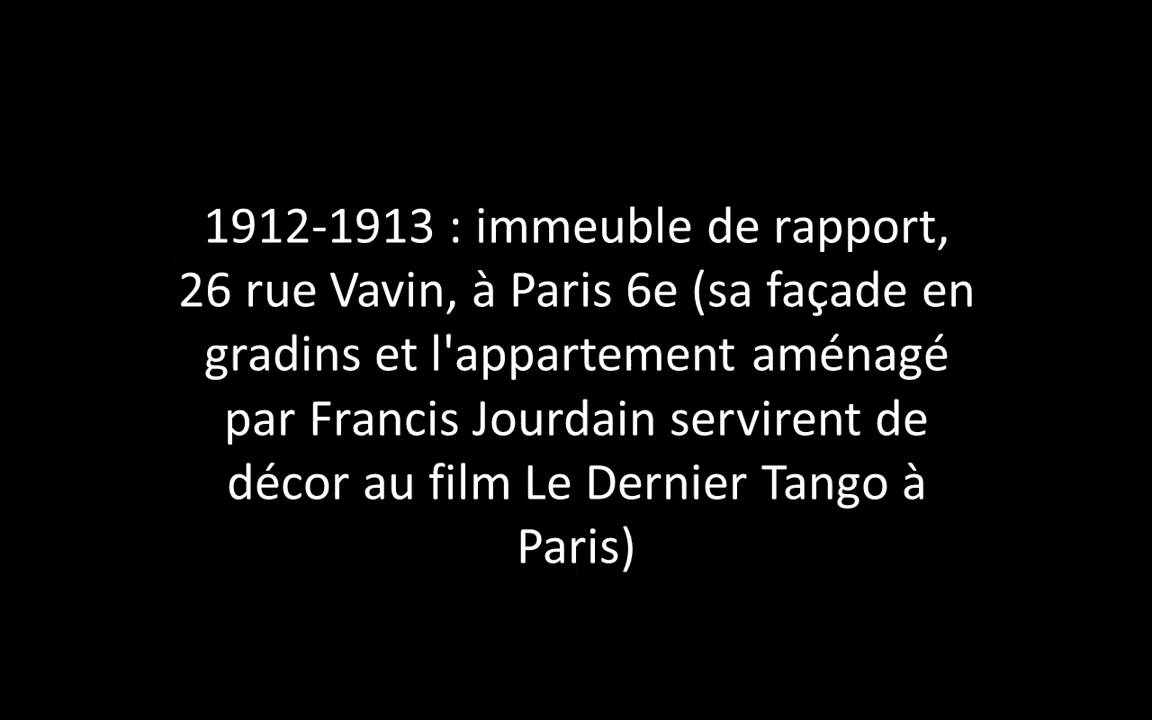 1912-1913 : immeuble de rapport,
26 rue Vavin, à Paris 6e (sa façade en
gradins et l'appartement aménagé
par Francis Jourdain servirent de
décor au film Le Dernier Tango à
Paris)